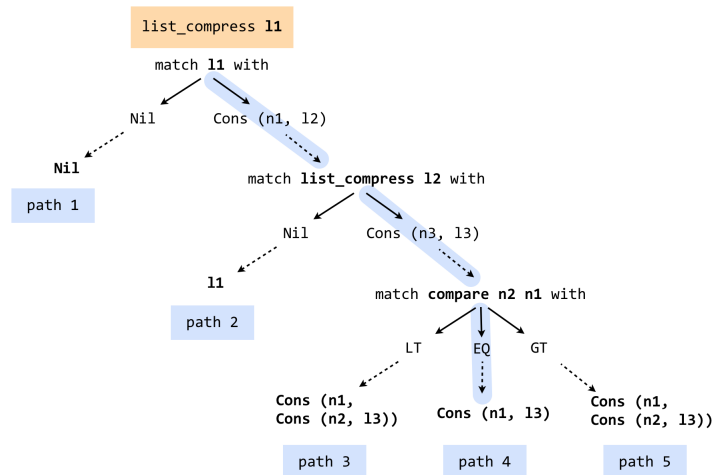 list_compress l1
match l1 with
Nil
Cons (n1, l2)
Nil
path 1
match list_compress l2 with
Nil
Cons (n3, l3)
l1
path 2
match compare n2 n1 with
LT
EQ
GT
Cons (n1,
Cons (n2, l3))
Cons (n1, l3)
Cons (n1,
Cons (n2, l3))
path 3
path 4
path 5